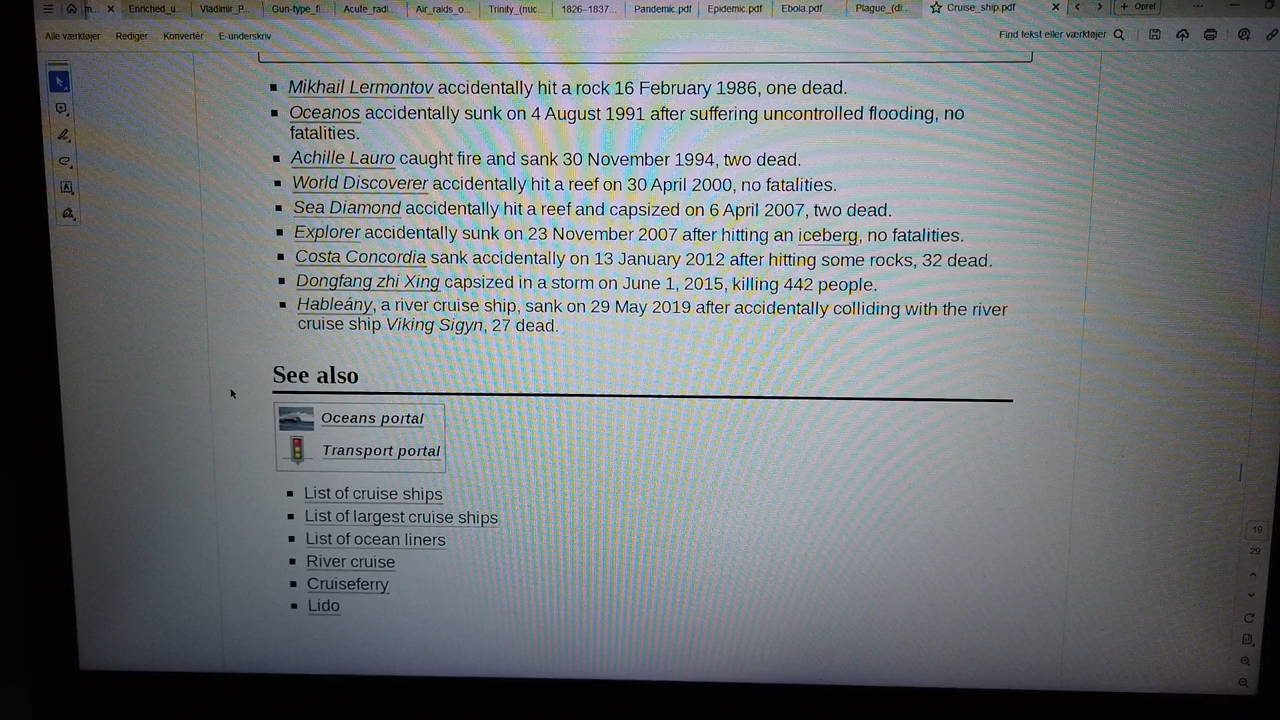 m...
Enriched_u...
Vladimir_P...
Gun-type_fi...
Acute_radi...
Air_raids_o...
Trinity_(nuc...
1826–1837...
Pandemic.pdf
Epidemic.pdf
Ebola.pdf
Plague_(di...
Cruise_ship.pdf
+ Opret
Alle værktøjer Rediger Konvertér E-underskriv
Find tekst eller værktøjer
▪ Mikhail Lermontov accidentally hit a rock 16 February 1986, one dead.
▪ Oceanos accidentally sunk on 4 August 1991 after suffering uncontrolled flooding, no
fatalities.
▪ Achille Lauro caught fire and sank 30 November 1994, two dead.
▪ World Discoverer accidentally hit a reef on 30 April 2000, no fatalities.
▪ Sea Diamond accidentally hit a reef and capsized on 6 April 2007, two dead.
▪ Explorer accidentally sunk on 23 November 2007 after hitting an iceberg, no fatalities.
▪ Costa Concordia sank accidentally on 13 January 2012 after hitting some rocks, 32 dead.
▪ Dongfang zhi Xing capsized in a storm on June 1, 2015, killing 442 people.
▪ Hableány, a river cruise ship, sank on 29 May 2019 after accidentally colliding with the river
cruise ship Viking Sigyn, 27 dead.
See also
Oceans portal
Transport portal
▪ List of cruise ships
▪ List of largest cruise ships
▪ List of ocean liners
▪ River cruise
▪ Cruiseferry
▪ Lido
19
29